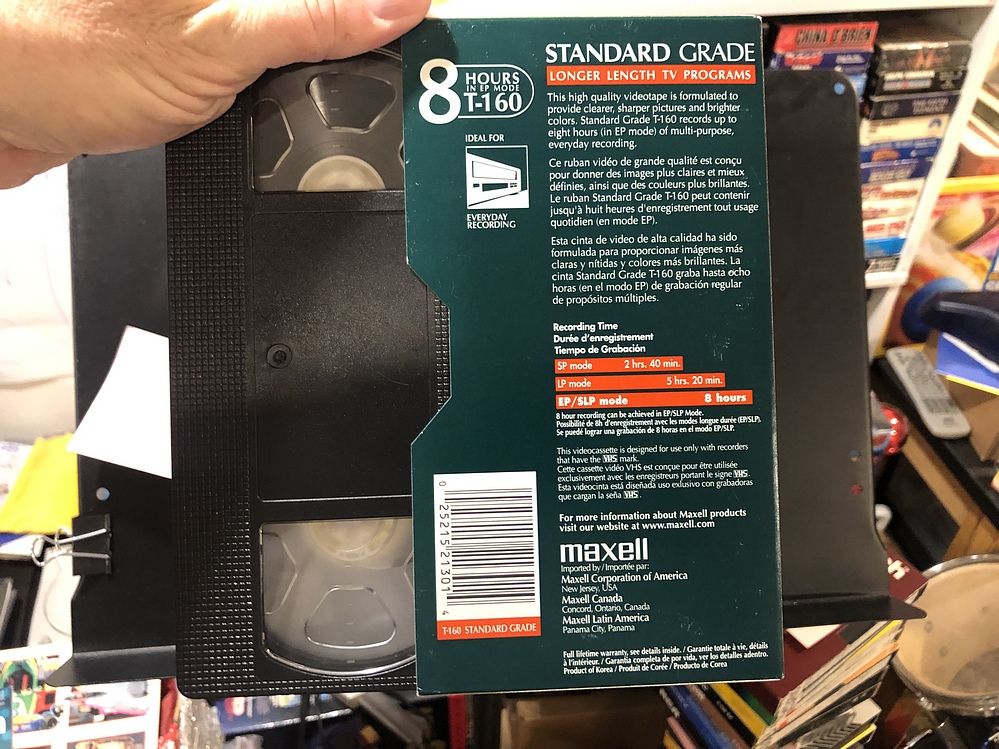 8 HOURS
IN EP MODE
T-160
IDEAL FOR
EVERYDAY
RECORDING
STANDARD GRADE
LONGER LENGTH TV PROGRAMS
This high quality videotape is formulated to
provide clearer, sharper pictures and brighter
colors. Standard Grade T-160 records up to
eight hours (in EP mode) of multi-purpose,
everyday recording.
Ce ruban vidéo de grande qualité est conçu
pour donner des images plus claires et mieux
définies, ainsi que des couleurs plus brillantes.
Le ruban Standard Grade T-160 peut contenir
jusqu'à huit heures d'enregistrement tout usage
quotidien (en mode EP).
Esta cinta de video de alta calidad ha sido
formulada para proporcionar imágenes más
claras y nítidas y colores más brillantes. La
cinta Standard Grade T-160 graba hasta ocho
horas (en el modo EP) de grabación regular
de propósitos múltiples.
Recording Time
Durée d'enregistrement
Tiempo de Grabación
SP mode 2 hrs. 40 min.
LP mode 5 hrs. 20 min.
EP/SLP mode 8 hours
8 hour recording can be achieved in EP/SLP Mode.
Possibilité de 8h d'enregistrement avec les modes longue durée (EP/SLP).
Se puedé lograr una grabación de 8 horas en el modo EP/SLP.
This videocassette is designed for use only with recorders
that have the VHS mark.
Cette cassette vidéo VHS est conçue pour être utilisée
exclusivement avec les enregistreurs portant le signe VHS.
Esta videocinta está diseñada uso exlusivo con grabadoras
que cargan la seña VHS.
For more information about Maxell products
visit our website at www.maxell.com
maxell
Imported by/Importée par:
Maxell Corporation of America
New Jersey, USA
Maxell Canada
Concord, Ontario, Canada
Maxell Latin America
Panama City, Panama
Full lifetime warranty, see details inside. / Garantie totale à vie, détails
à l'intérieur. / Garantia completa de por vida, ver los detalles adentro.
Product of Korea / Produit de Corée / Producto de Corea
0 25215 21301 4
T-160 STANDARD GRADE
CHINA O'BRIEN